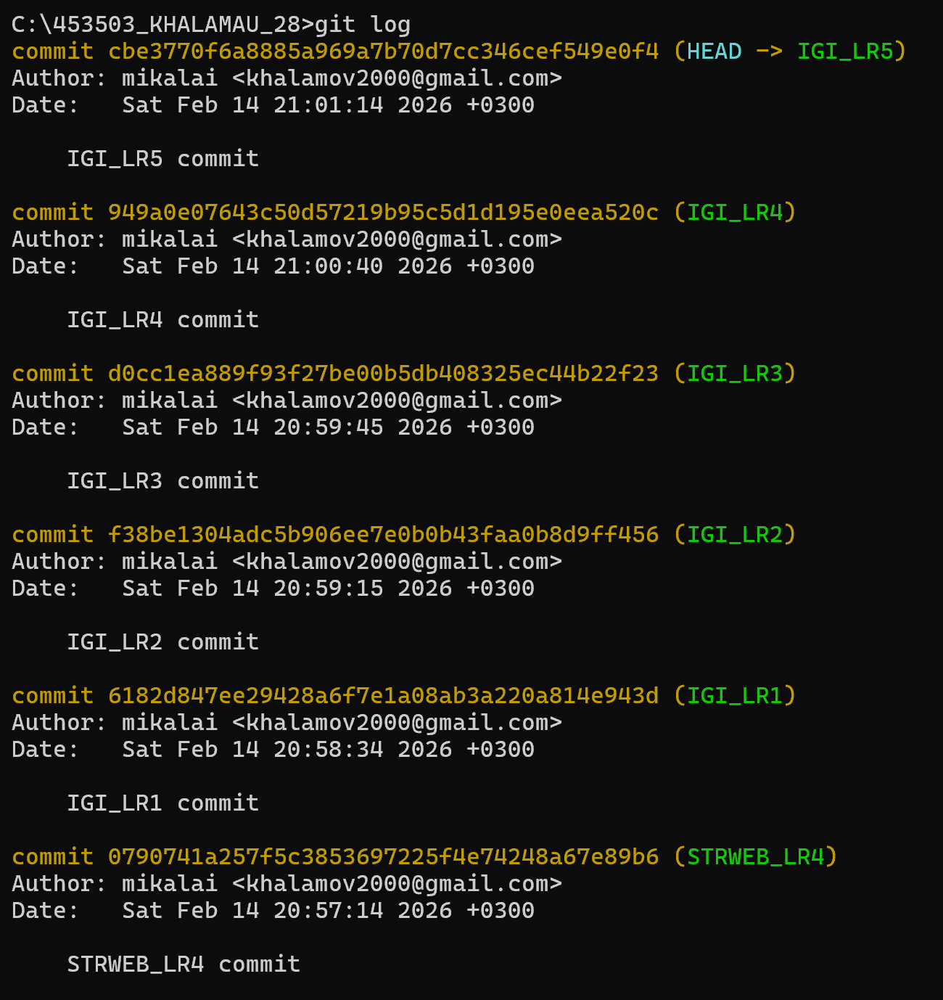 C:\453503_KHALAMAU_28>git log
commit cbe3770f6a8885a969a7b70d7cc346cef549e0f4 (HEAD -> IGI_LR5)
Author: mikalai <khalamov2000@gmail.com>
Date:   Sat Feb 14 21:01:14 2026 +0300
    IGI_LR5 commit
commit 949a0e07643c50d57219b95c5d1d195e0eea520c (IGI_LR4)
Author: mikalai <khalamov2000@gmail.com>
Date:   Sat Feb 14 21:00:40 2026 +0300
    IGI_LR4 commit
commit d0cc1ea889f93f27be00b5db408325ec44b22f23 (IGI_LR3)
Author: mikalai <khalamov2000@gmail.com>
Date:   Sat Feb 14 20:59:45 2026 +0300
    IGI_LR3 commit
commit f38be1304adc5b906ee7e0b0b43faa0b8d9ff456 (IGI_LR2)
Author: mikalai <khalamov2000@gmail.com>
Date:   Sat Feb 14 20:59:15 2026 +0300
    IGI_LR2 commit
commit 6182d847ee29428a6f7e1a08ab3a220a814e943d (IGI_LR1)
Author: mikalai <khalamov2000@gmail.com>
Date:   Sat Feb 14 20:58:34 2026 +0300
    IGI_LR1 commit
commit 0790741a257f5c3853697225f4e74248a67e89b6 (STRWEB_LR4)
Author: mikalai <khalamov2000@gmail.com>
Date:   Sat Feb 14 20:57:14 2026 +0300
    STRWEB_LR4 commit